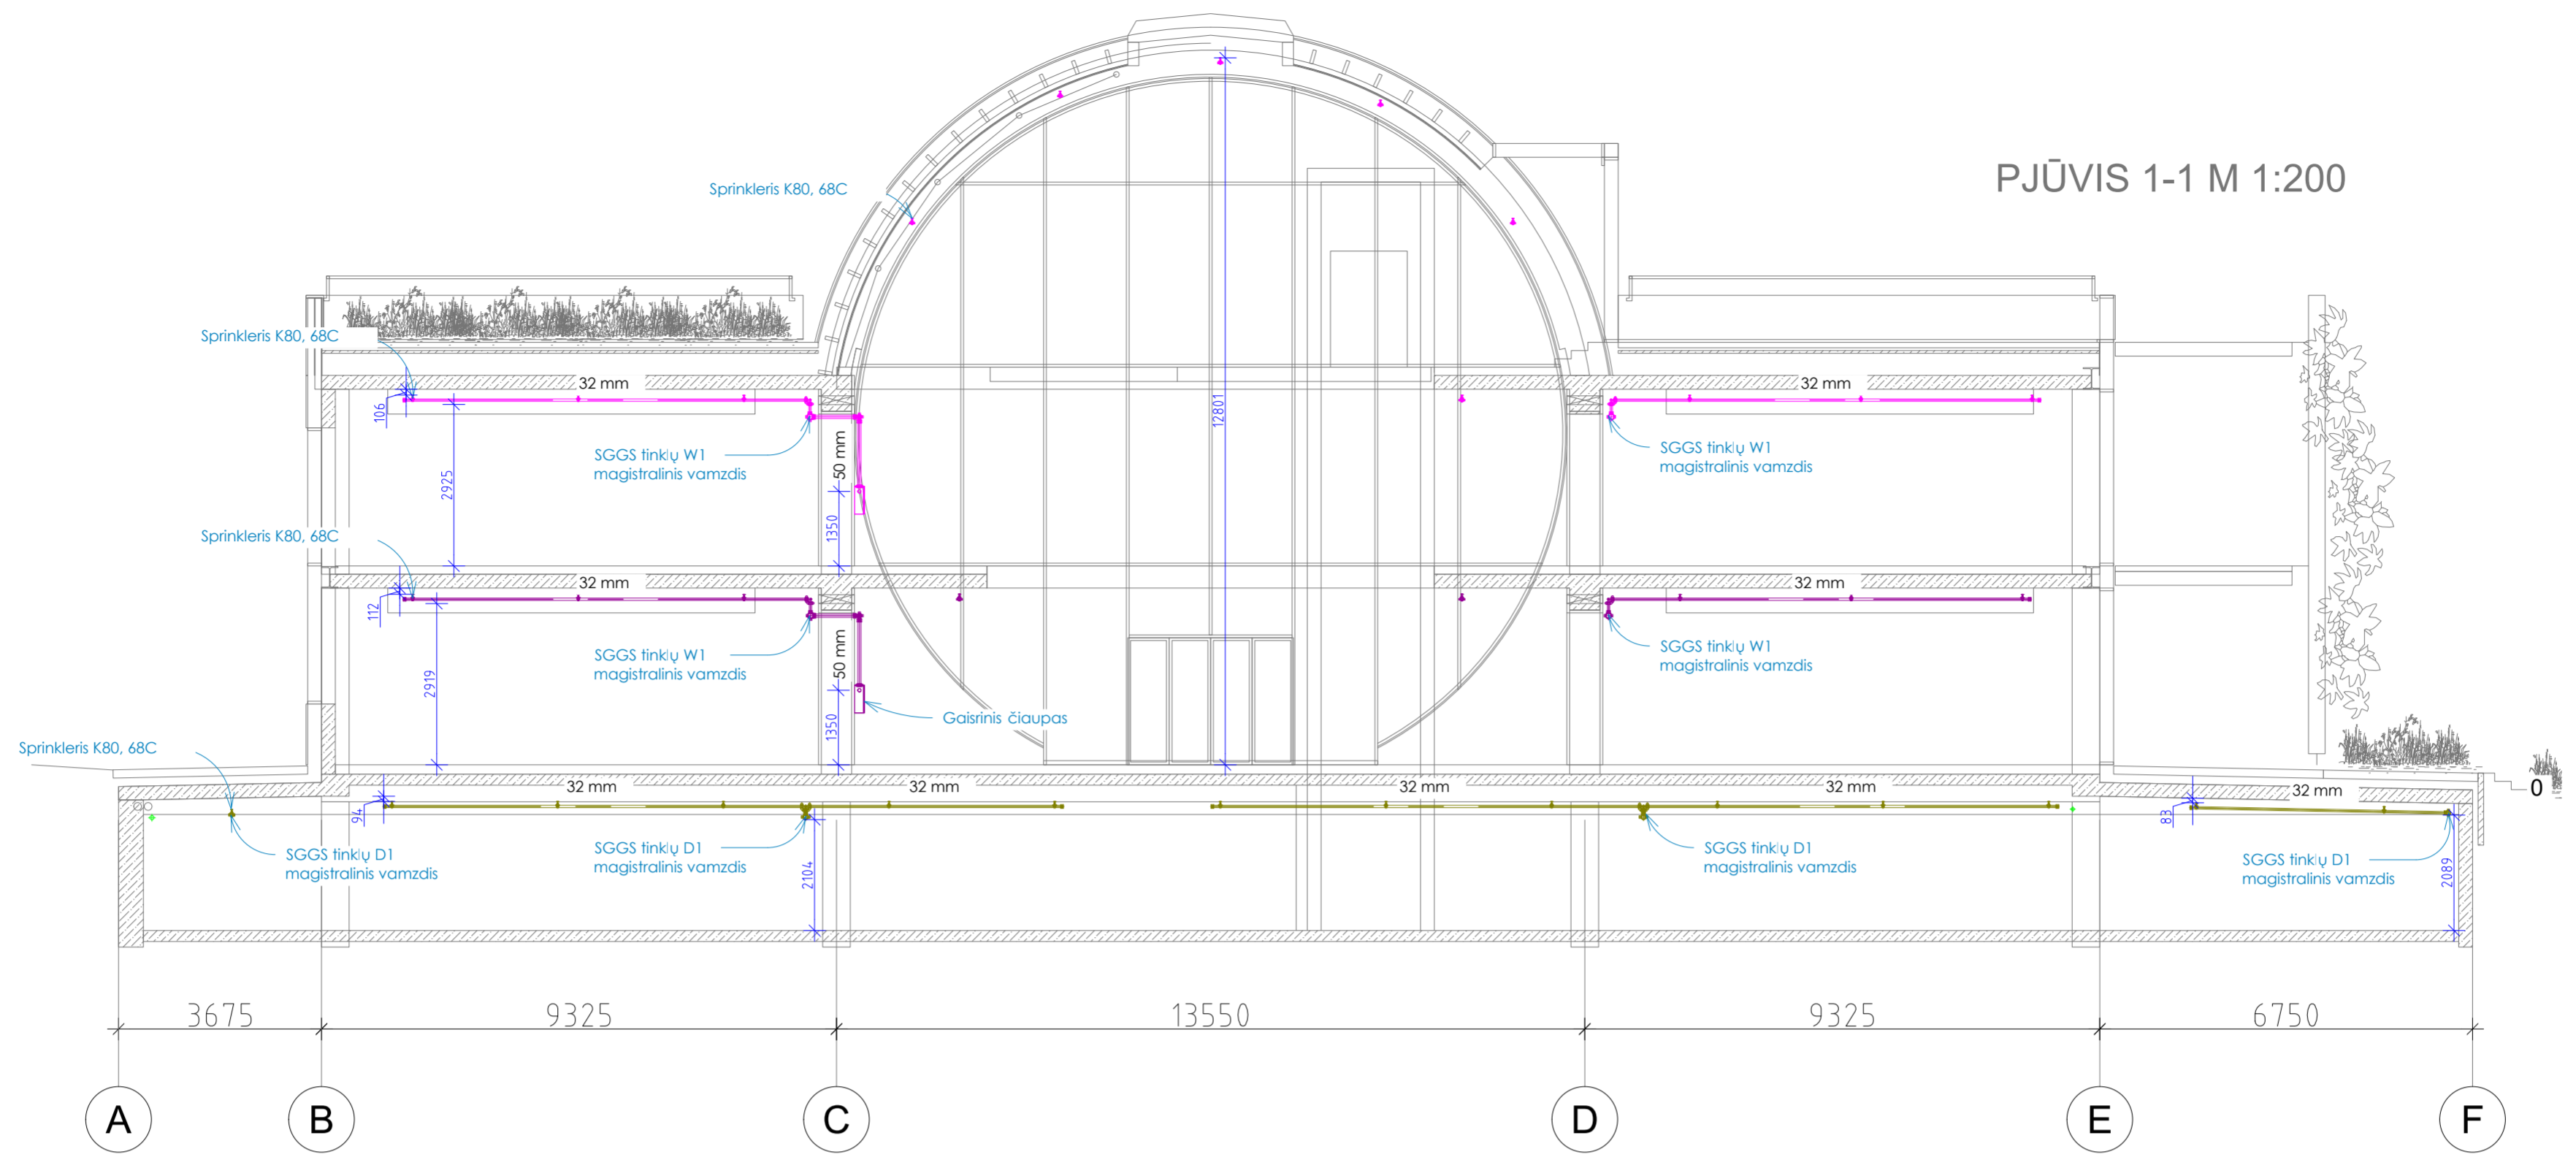 PJŪVIS 1-1 M 1:200
Sprinkleris K80, 68C
Sprinkleris K80, 68C
32 mm
32 mm
106
12801
SGGS tinklų W1
magistralinis vamzdis
50 mm
SGGS tinklų W1
magistralinis vamzdis
2925
1350
Sprinkleris K80, 68C
32 mm
32 mm
112
SGGS tinklų W1
magistralinis vamzdis
50 mm
SGGS tinklų W1
magistralinis vamzdis
2919
1350
Gaisrinis čiaupas
Sprinkleris K80, 68C
32 mm
32 mm
32 mm
32 mm
32 mm
0
94
83
SGGS tinklų D1
magistralinis vamzdis
SGGS tinklų D1
magistralinis vamzdis
2104
SGGS tinklų D1
magistralinis vamzdis
SGGS tinklų D1
magistralinis vamzdis
2089
3675
9325
13550
9325
6750
A
B
C
D
E
F